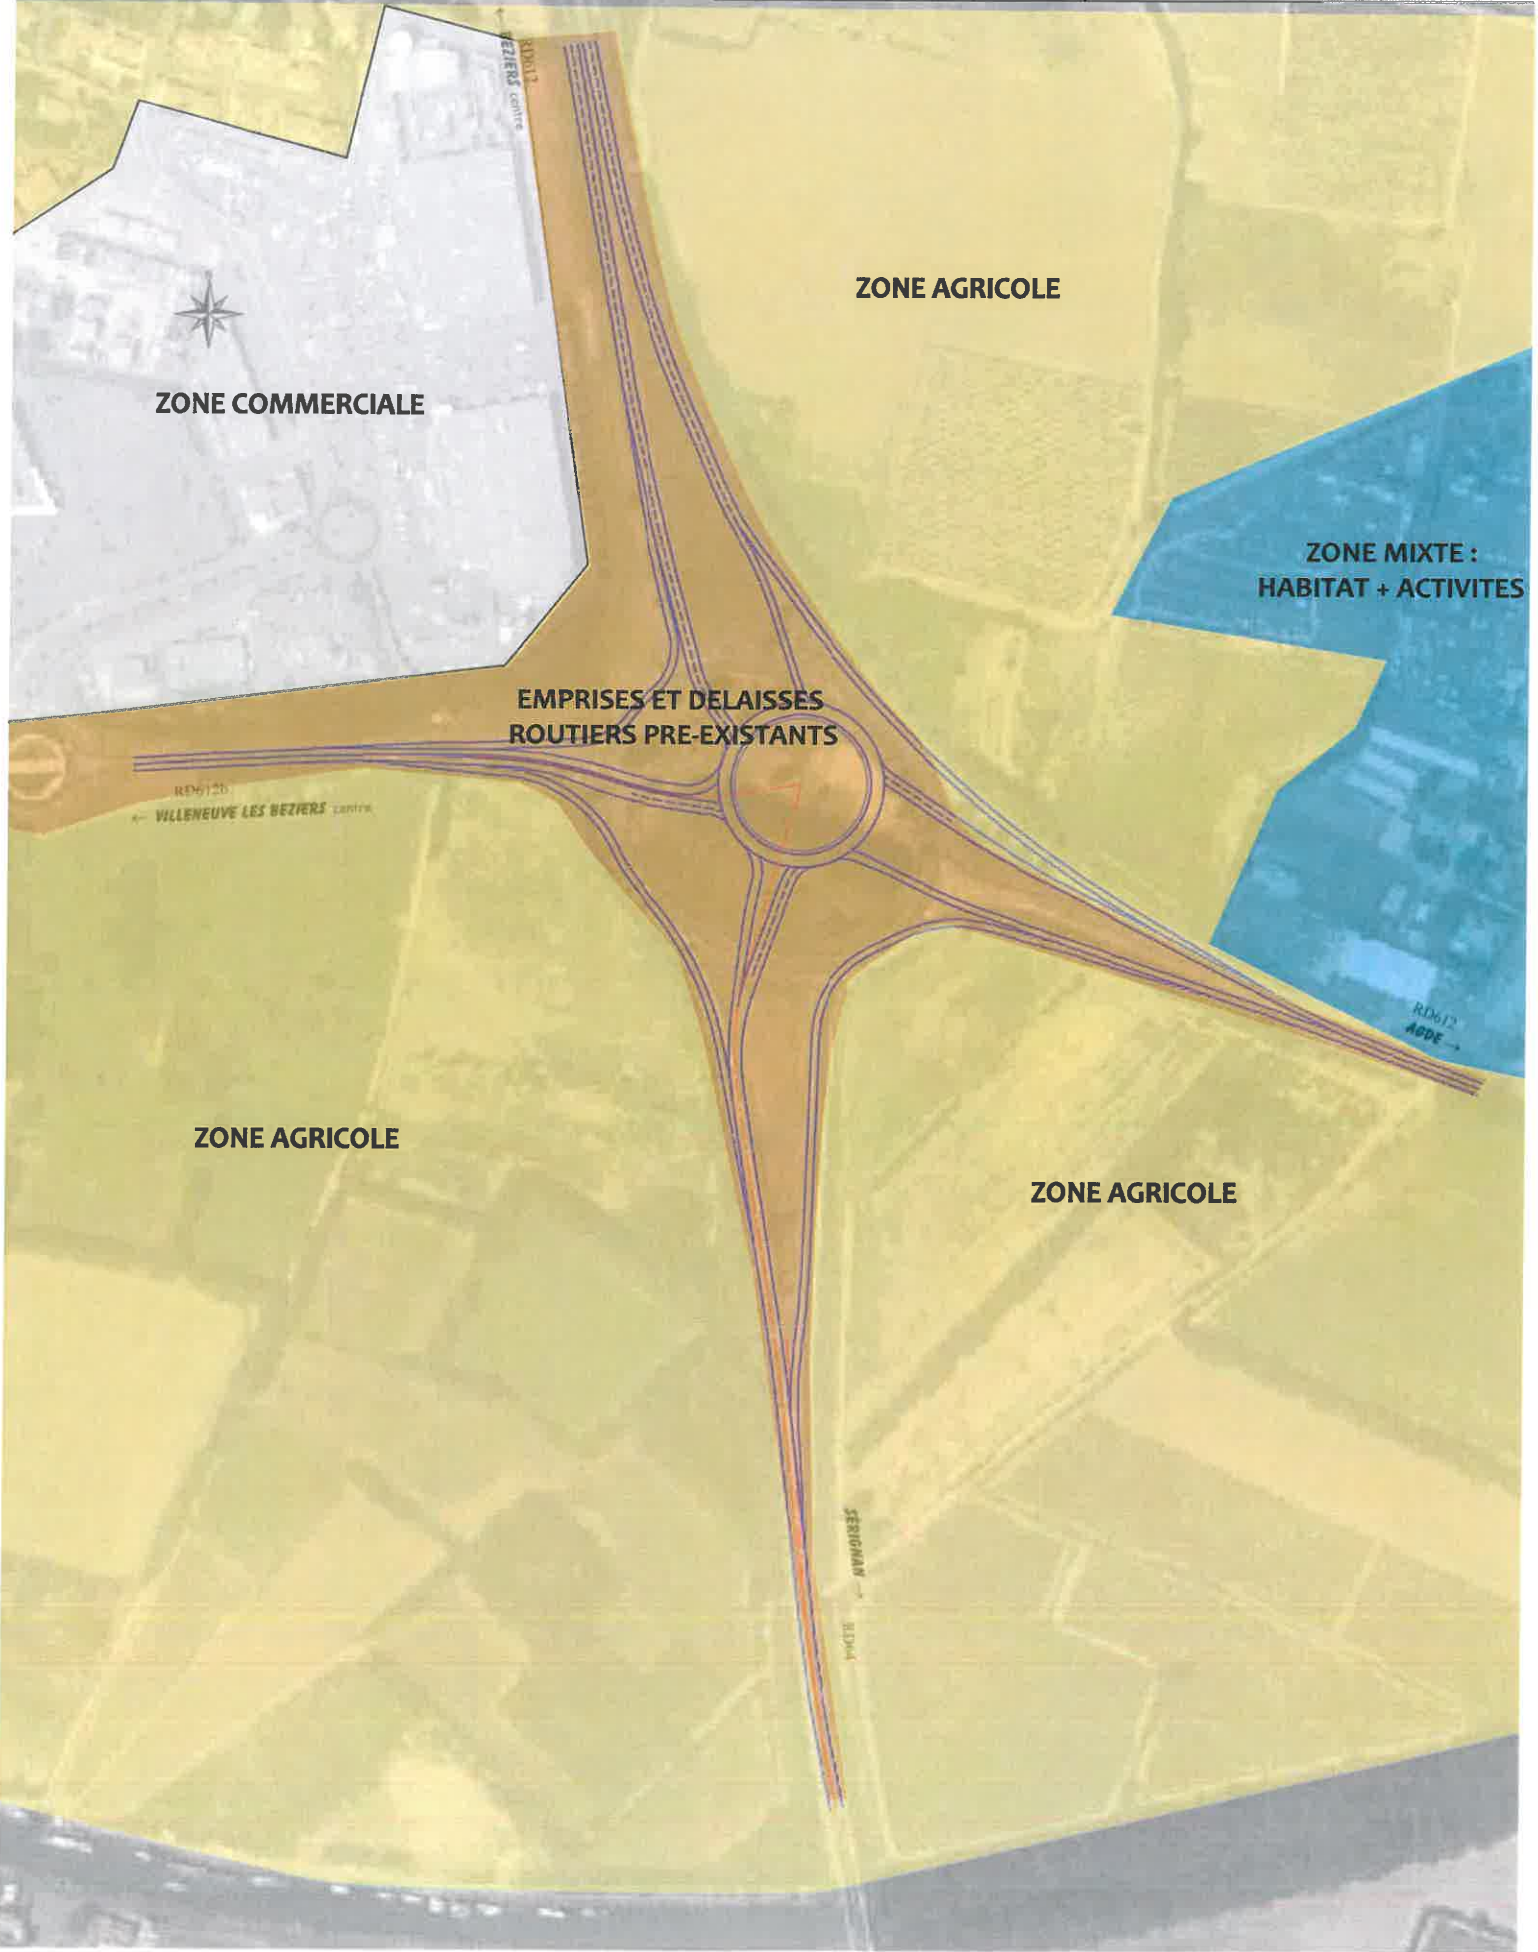 RD612
BEZIERS centre
ZONE AGRICOLE
ZONE COMMERCIALE
ZONE MIXTE :
HABITAT + ACTIVITES
EMPRISES ET DELAISSES
ROUTIERS PRE-EXISTANTS
RD612b
← VILLENEUVE LES BEZIERS centre
RD612
AGDE →
ZONE AGRICOLE
ZONE AGRICOLE
SÉRIGNAN →
RD64